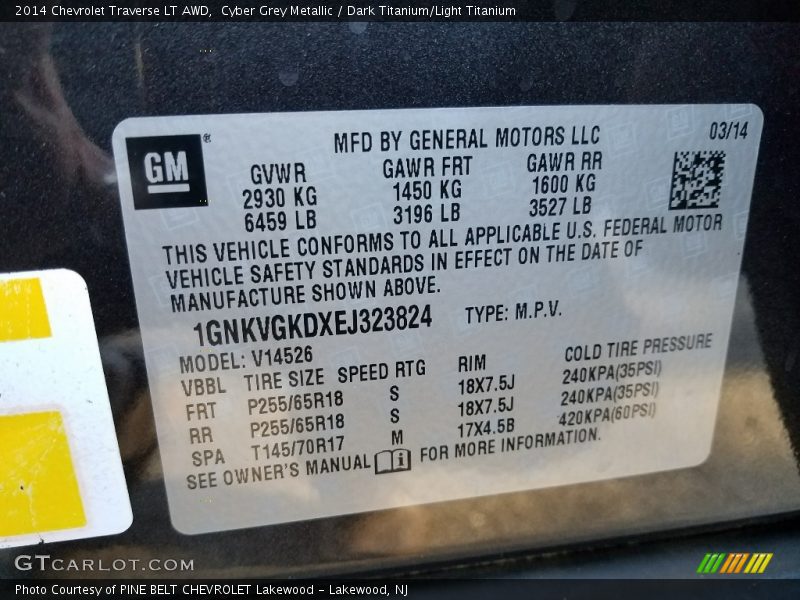 2014 Chevrolet Traverse LT AWD,  Cyber Grey Metallic / Dark Titanium/Light Titanium
GM ®
MFD BY GENERAL MOTORS LLC 03/14
GVWR GAWR FRT GAWR RR
2930 KG 1450 KG 1600 KG
6459 LB 3196 LB 3527 LB
THIS VEHICLE CONFORMS TO ALL APPLICABLE U.S. FEDERAL MOTOR
VEHICLE SAFETY STANDARDS IN EFFECT ON THE DATE OF
MANUFACTURE SHOWN ABOVE.
1GNKVGKDXEJ323824 TYPE: M.P.V.
MODEL: V14526
VBBL TIRE SIZE SPEED RTG RIM COLD TIRE PRESSURE
FRT P255/65R18 S 18X7.5J 240KPA(35PSI)
RR P255/65R18 S 18X7.5J 240KPA(35PSI)
SPA T145/70R17 M 17X4.5B 420KPA(60PSI)
SEE OWNER'S MANUAL FOR MORE INFORMATION.
GTCARLOT.COM
Photo Courtesy of PINE BELT CHEVROLET Lakewood - Lakewood, NJ